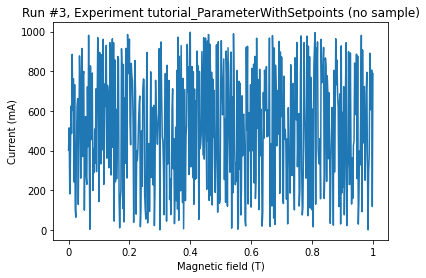 Run #3, Experiment tutorial_ParameterWithSetpoints (no sample)
1000
800
600
400
200
0
Current (mA)
0 0.2 0.4 0.6 0.8 1
Magnetic field (T)